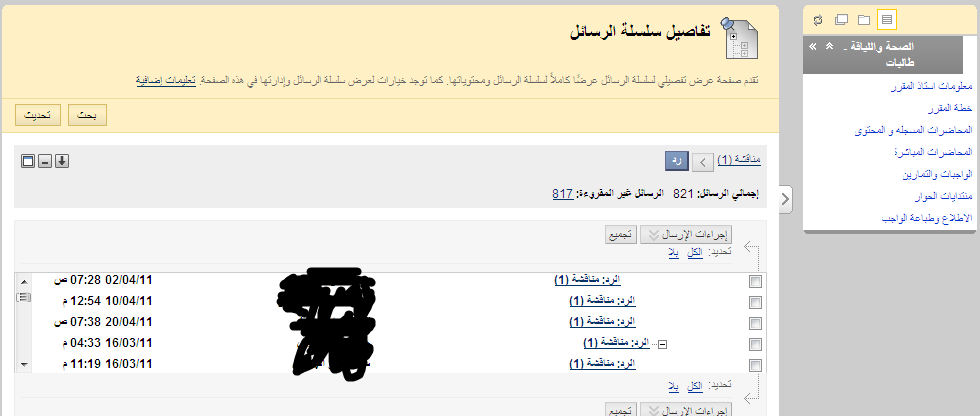 الصحة واللياقة -
طالبات
معلومات استاذ المقرر
خطة المقرر
المحاضرات المسجله و المحتوى
المحاضرات المباشرة
الواجبات والتمارين
منتديات الحوار
الاطلاع وطباعة الواجب
تفاصيل سلسلة الرسائل
تقدم صفحة عرض تفصيلي لسلسلة الرسائل عرضًا كاملاً لسلسلة الرسائل ومحتوياتها. كما توجد خيارات لعرض سلسلة الرسائل وإدارتها في هذه الصفحة. تعليمات إضافية
بحث تحديث
مناقشة (1) رد
إجمالي الرسائل: 821 الرسائل غير المقروءة: 817
إجراءات الإرسال تجميع
تحديد: الكل بلا
الرد: مناقشة (1) 02/04/11 07:28 ص
الرد: مناقشة (1) 10/04/11 12:54 م
الرد: مناقشة (1) 20/04/11 07:38 ص
الرد: مناقشة (1) 16/03/11 04:33 م
الرد: مناقشة (1) 16/03/11 11:19 م
تحديد: الكل بلا
إجراءات الإرسال تجميع